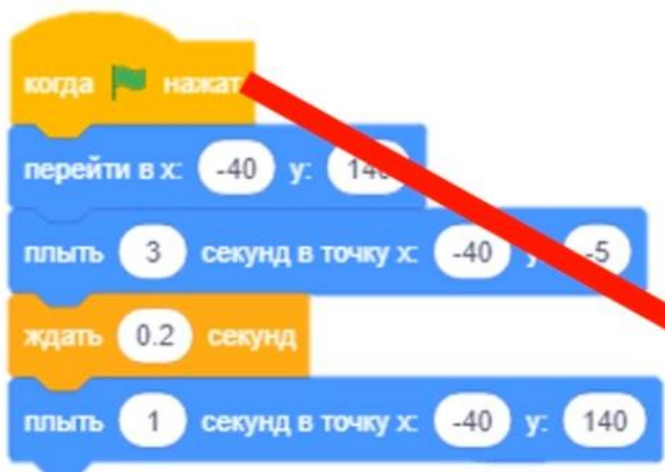 когда нажат
перейти в x: -40 y: 140
плыть 3 секунд в точку x: -40 y: -5
ждать 0.2 секунд
плыть 1 секунд в точку x: -40 y: 140